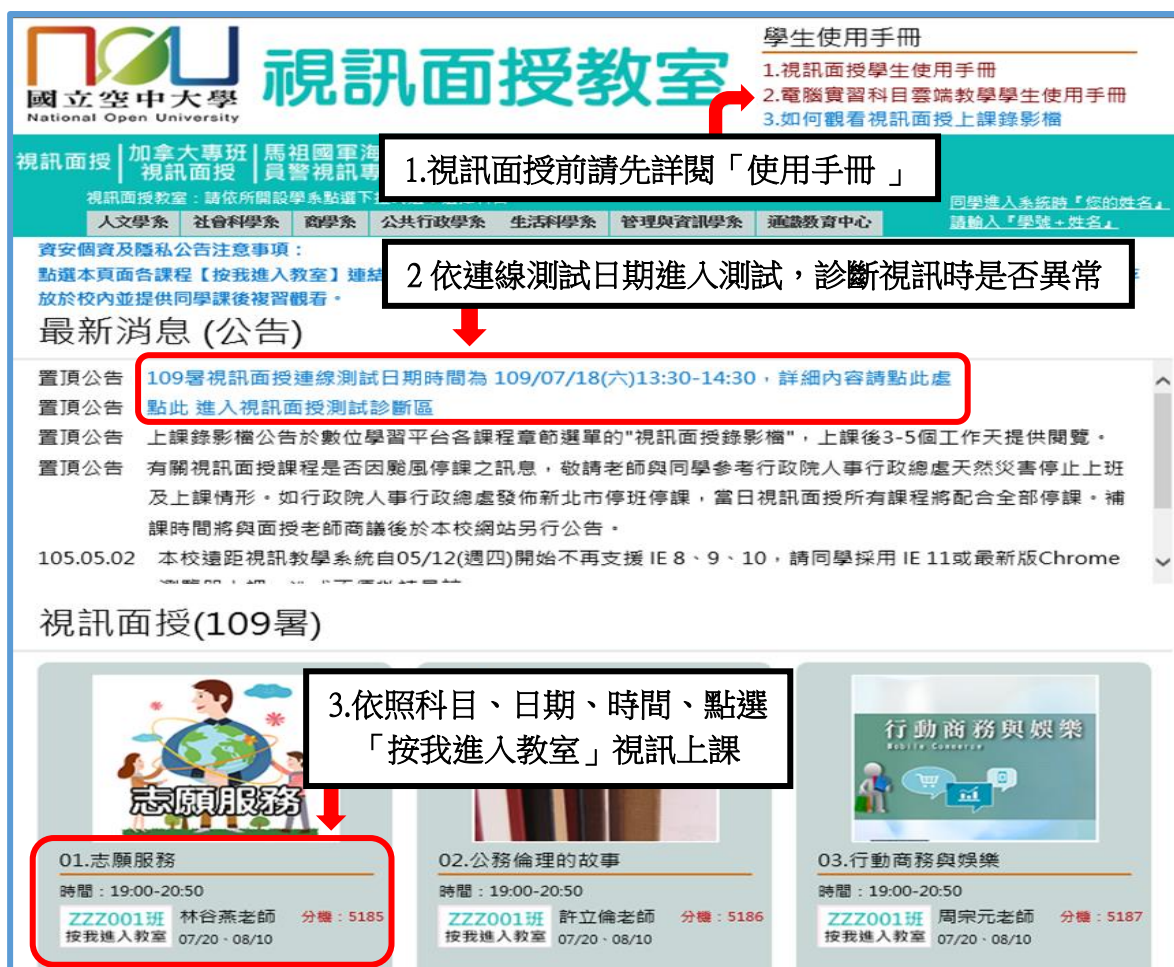 nou
國立空中大學
National Open University
視訊面授教室
學生使用手冊
1.視訊面授學生使用手冊
2.電腦實習科目雲端教學學生使用手冊
3.如何觀看視訊面授上課錄影檔
視訊面授
加拿大專班
視訊面授
馬祖國軍海
員警視訊專
1.視訊面授前請先詳閱「使用手冊 」
視訊面授教室：請依所開設學系點選下
同學進入系統時『您的姓名』
請輸入『學號+姓名』
人文學系 社會科學系 商學系 公共行政學系 生活科學系 管理與資訊學系 通識教育中心
資安個資及隱私公告注意事項：
點選本頁面各課程【按我進入教室】連結
放於校內並提供同學課後複習觀看。
2 依連線測試日期進入測試，診斷視訊時是否異常
最新消息 (公告)
置頂公告 109暑視訊面授連線測試日期時間為 109/07/18(六)13:30-14:30，詳細內容請點此處
置頂公告 點此 進入視訊面授測試診斷區
置頂公告 上課錄影檔公告於數位學習平台各課程章節選單的"視訊面授錄影檔"，上課後3-5個工作天提供閱覽。
置頂公告 有關視訊面授課程是否因颱風停課之訊息，敬請老師與同學參考行政院人事行政總處天然災害停止上班
及上課情形。如行政院人事行政總處發佈新北市停班停課，當日視訊面授所有課程將配合全部停課。補
課時間將與面授老師商議後於本校網站另行公告。
105.05.02 本校遠距視訊教學系統自05/12(週四)開始不再支援 IE 8、9、10，請同學採用 IE 11或最新版Chrome
視訊面授(109暑)
3.依照科目、日期、時間、點選
「按我進入教室」視訊上課
志願服務
行動商務與娛樂
Mobile Commerce
01.志願服務
時間：19:00-20:50
ZZZ001班 林谷燕老師 分機：5185
按我進入教室 07/20、08/10
02.公務倫理的故事
時間：19:00-20:50
ZZZ001班 許立倫老師 分機：5186
按我進入教室 07/20、08/10
03.行動商務與娛樂
時間：19:00-20:50
ZZZ001班 周宗元老師 分機：5187
按我進入教室 07/20、08/10